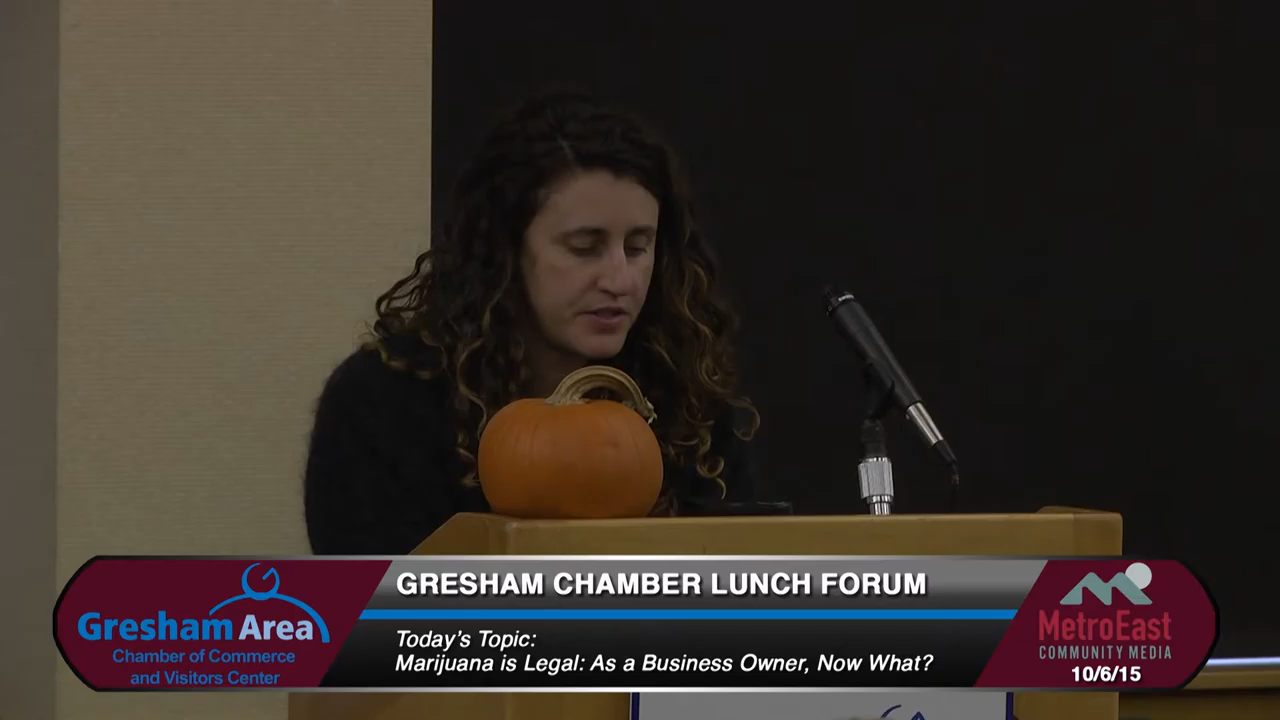 GRESHAM CHAMBER LUNCH FORUM
Today's Topic:
Marijuana is Legal: As a Business Owner, Now What?
Gresham Area
Chamber of Commerce
and Visitors Center
MetroEast
COMMUNITY MEDIA
10/6/15